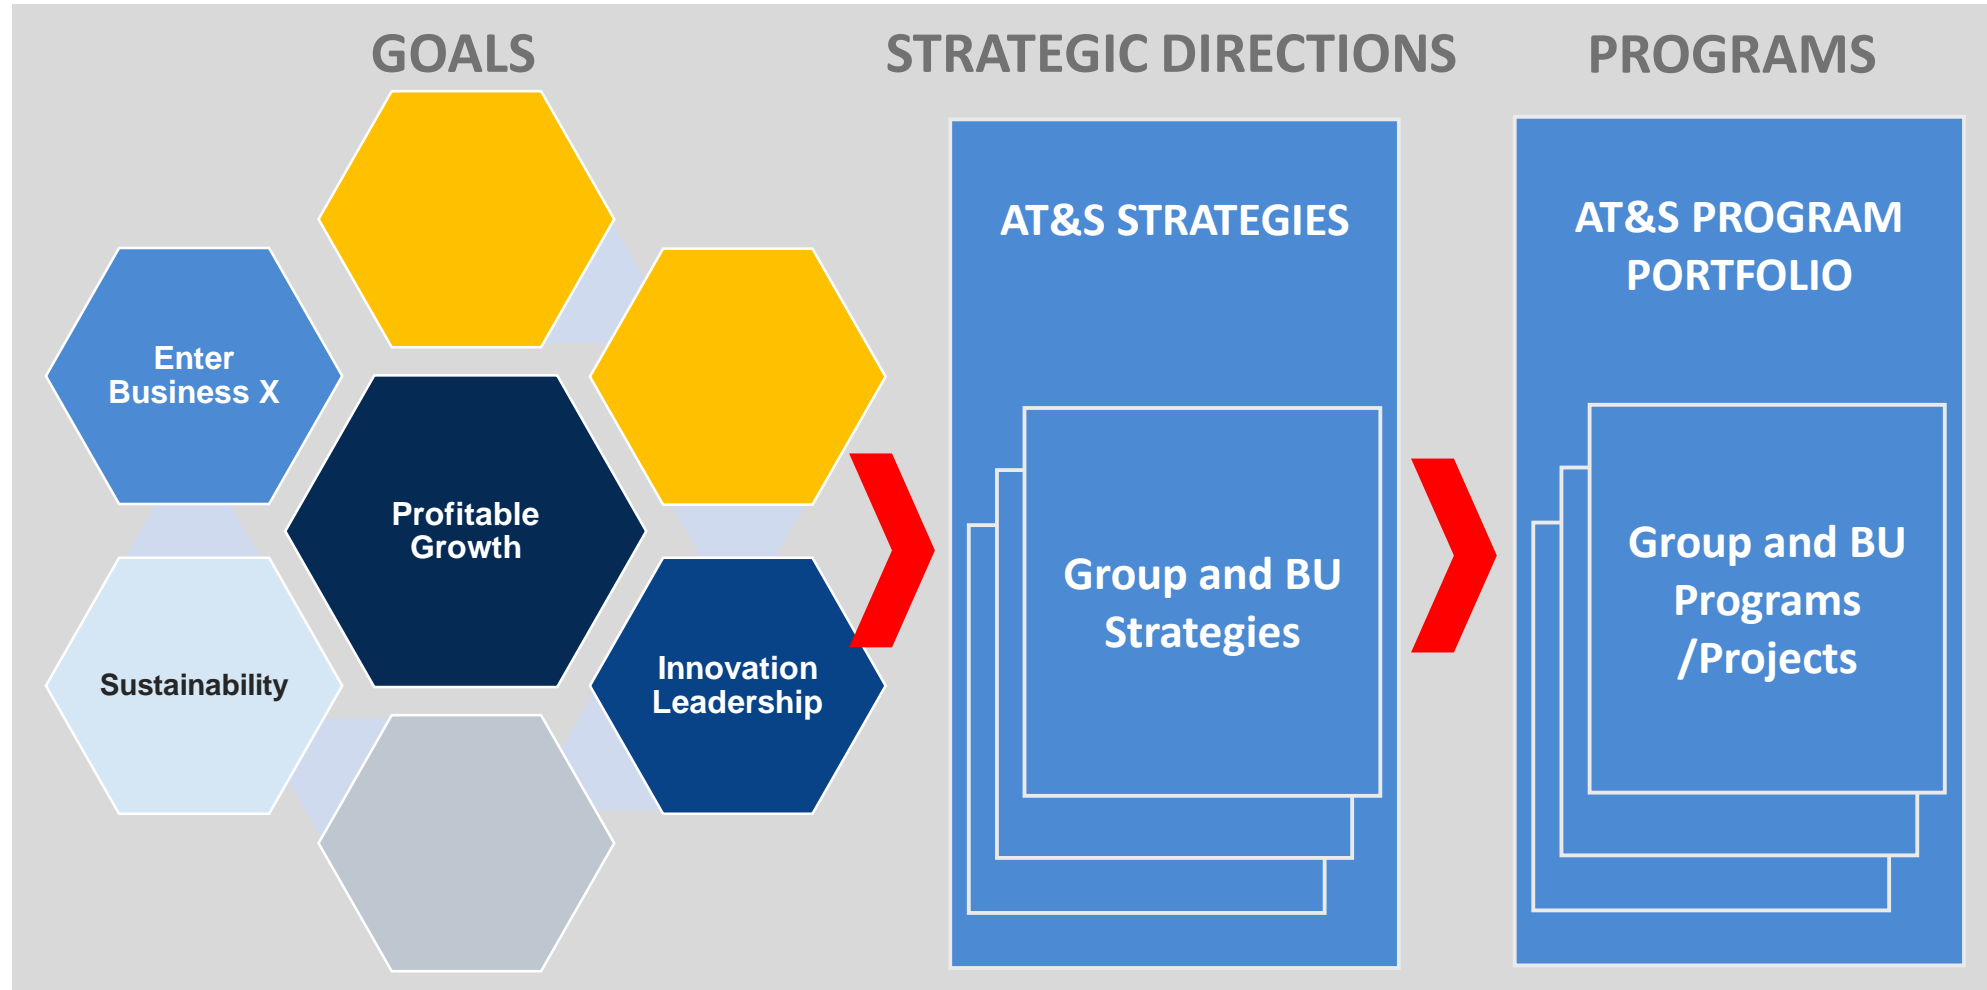 GOALS
STRATEGIC DIRECTIONS
PROGRAMS
Enter
Business X
Profitable
Growth
Sustainability
Innovation
Leadership
AT&S STRATEGIES
Group and BU
Strategies
AT&S PROGRAM
PORTFOLIO
Group and BU
Programs
/Projects